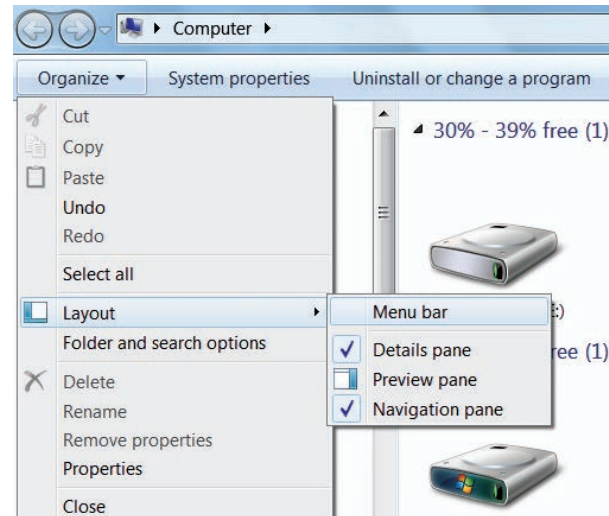 Computer
Organize System properties Uninstall or change a program
Cut
Copy
Paste
Undo
Redo
Select all
Layout
Folder and search options
Delete
Rename
Remove properties
Properties
Close
Menu bar
Details pane
Preview pane
Navigation pane
30% - 39% free (1)
:)
ree (1)